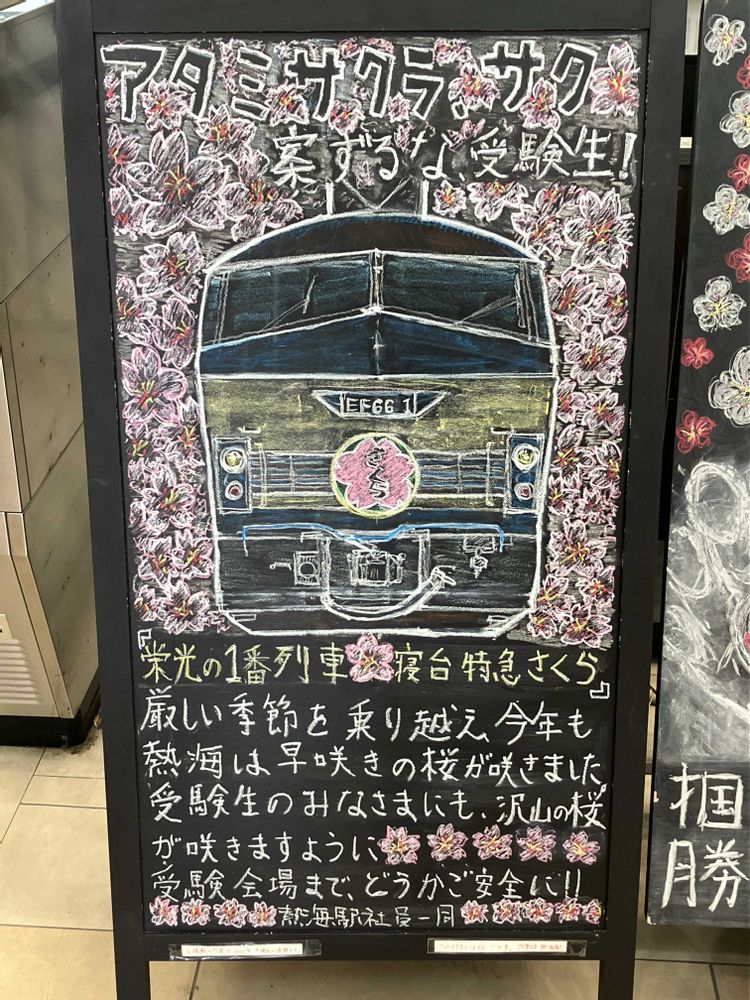 アタミサクラ、サク
案ずるな、受験生!
EF66 1
さくら
『栄光の1番列車 寝台特急さくら』
厳しい季節を乗り越え、今年も
熱海は早咲きの桜が咲きました
受験生のみなさまにも、沢山の桜
が咲きますように
受験会場まで、どうかご安全に!!
熱海駅社員一同
掴
勝